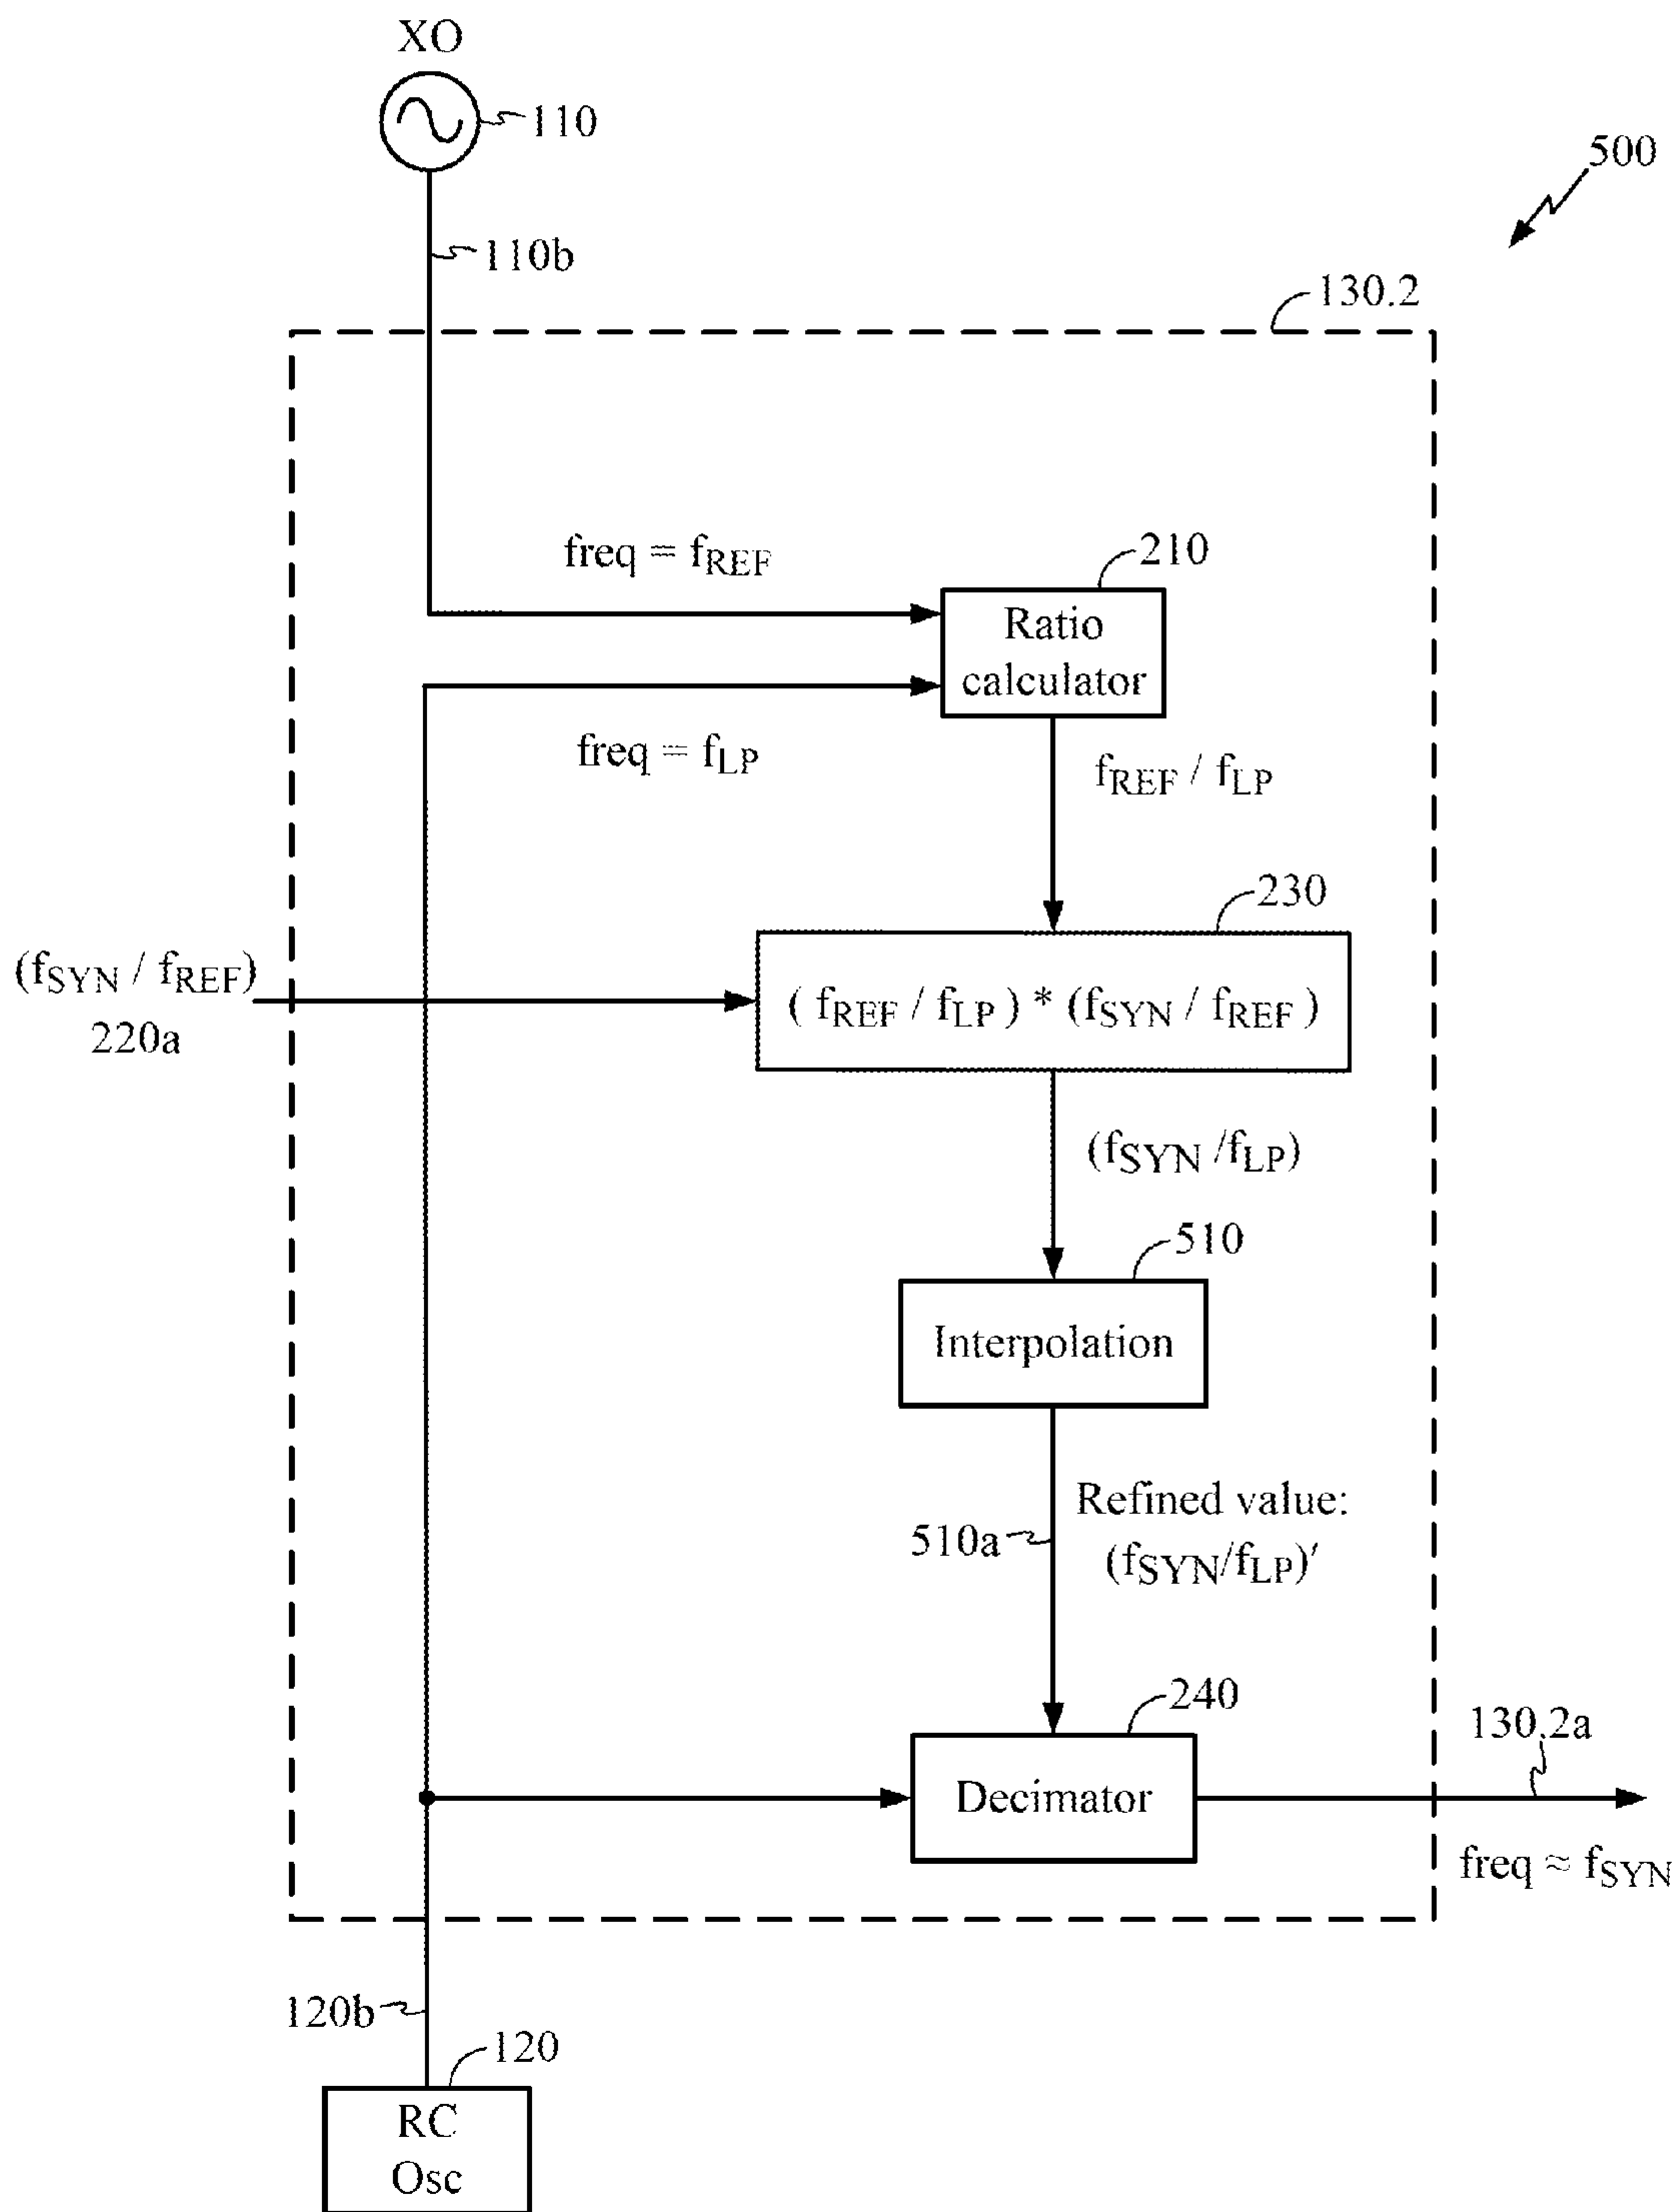 XO
110
500
110b
130.2
freq = fREF
210
Ratio
calculator
freq = fLP
fREF / fLP
230
(fSYN / fREF)
220a
( fREF / fLP ) * (fSYN / fREF )
(fSYN /fLP)
510
Interpolation
Refined value:
510a
(fSYN/fLP)′
240
130.2a
Decimator
freq ≈ fSYN
120b
120
RC
Osc